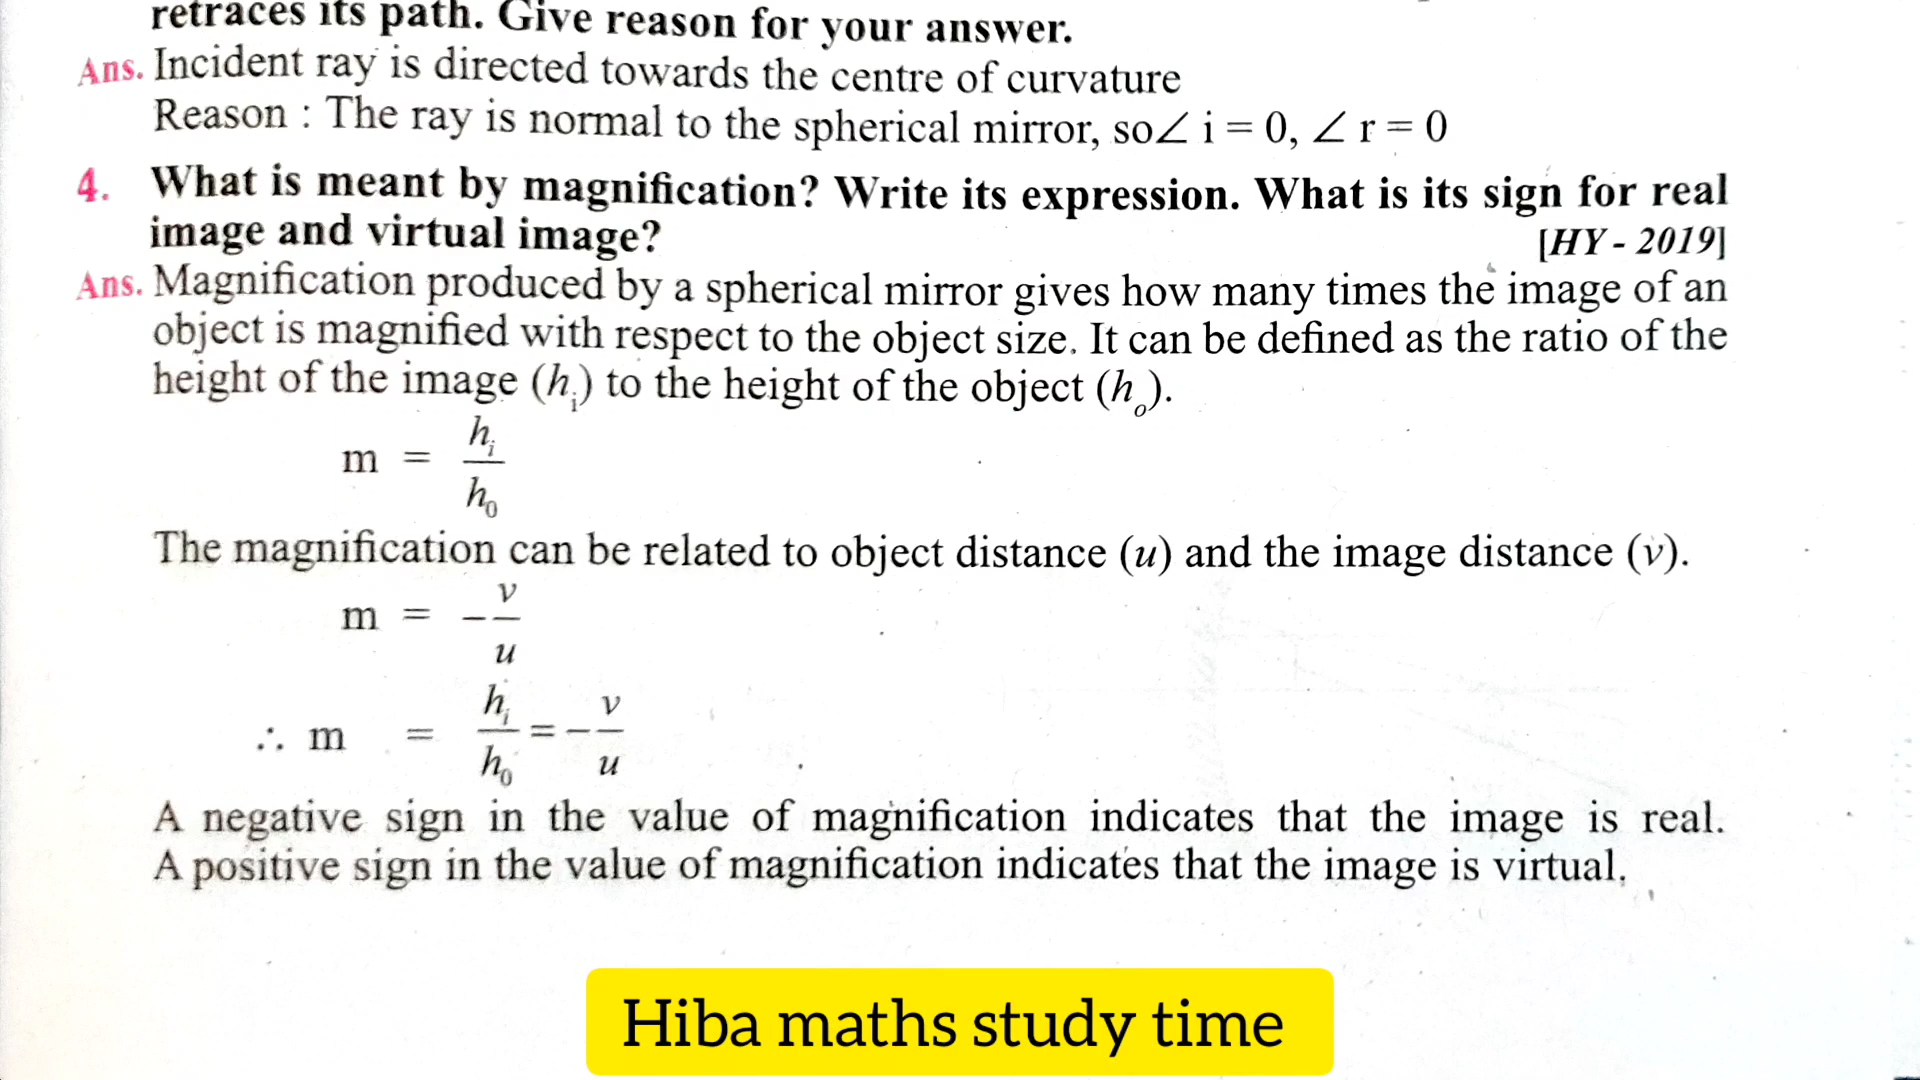 retraces its path. Give reason for your answer.
Ans. Incident ray is directed towards the centre of curvature
Reason : The ray is normal to the spherical mirror, so∠ i = 0, ∠ r = 0
4. What is meant by magnification? Write its expression. What is its sign for real
image and virtual image? [HY - 2019]
Ans. Magnification produced by a spherical mirror gives how many times the image of an
object is magnified with respect to the object size. It can be defined as the ratio of the
height of the image (hᵢ) to the height of the object (hₒ).
m = hᵢ/h₀
The magnification can be related to object distance (u) and the image distance (v).
m = -v/u
∴ m = hᵢ/h₀ = -v/u
A negative sign in the value of magnification indicates that the image is real.
A positive sign in the value of magnification indicates that the image is virtual.
Hiba maths study time